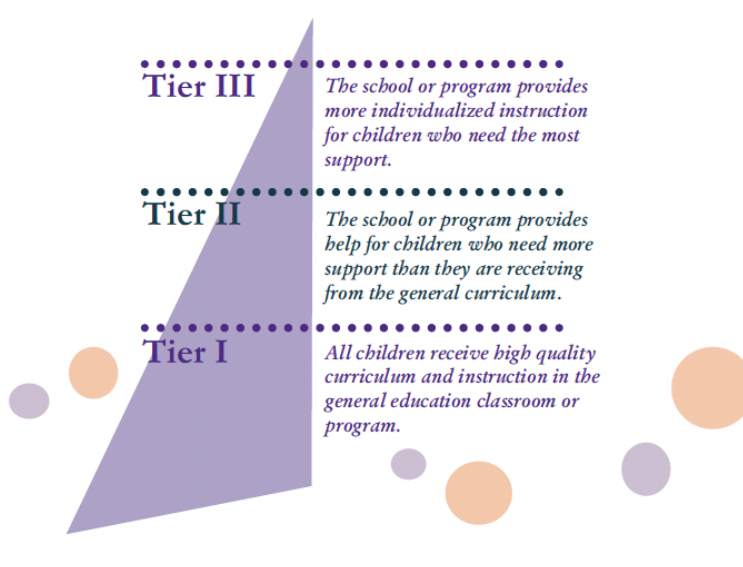 Tier III
The school or program provides
more individualized instruction
for children who need the most
support.
Tier II
The school or program provides
help for children who need more
support than they are receiving
from the general curriculum.
Tier I
All children receive high quality
curriculum and instruction in the
general education classroom or
program.